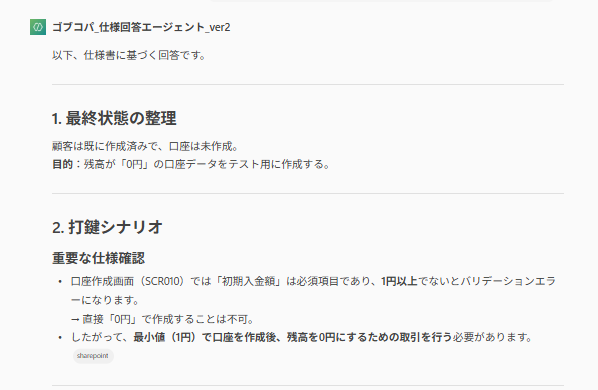 ゴブコパ_仕様回答エージェント_ver2
以下、仕様書に基づく回答です。
1. 最終状態の整理
顧客は既に作成済みで、口座は未作成。
目的：残高が「0円」の口座データをテスト用に作成する。
2. 打鍵シナリオ
重要な仕様確認
• 口座作成画面（SCR010）では「初期入金額」は必須項目であり、1円以上でないとバリデーションエラ
ーになります。
→ 直接「0円」で作成することは不可。
• したがって、最小値（1円）で口座を作成後、残高を0円にするための取引を行う必要があります。
sharepoint